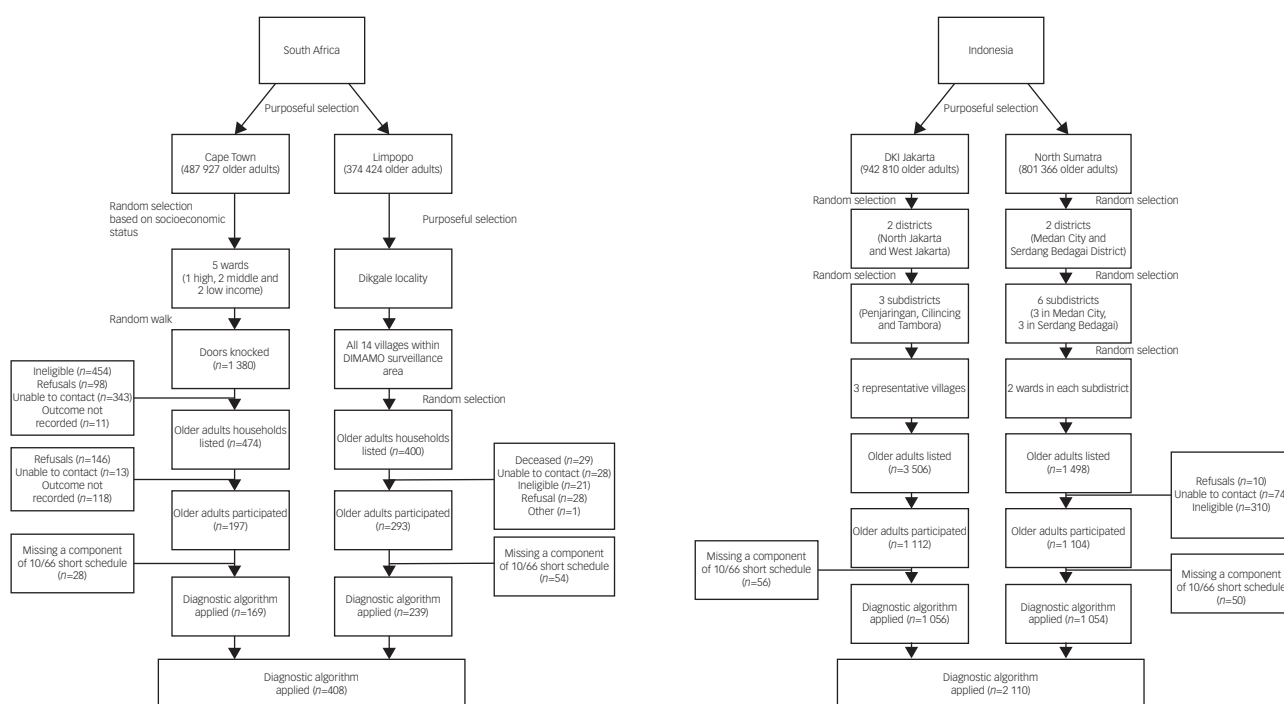 South Africa
Purposeful selection
Cape Town
(487 927 older adults)
Limpopo
(374 424 older adults)
Random selection
based on socioeconomic
status
Purposeful selection
5 wards
(1 high, 2 middle and
2 low income)
Dikgale locality
Random walk
Doors knocked
(n=1 380)
All 14 villages within
DIMAMO surveillance
area
Ineligible (n=454)
Refusals (n=98)
Unable to contact (n=343)
Outcome not
recorded (n=11)
Random selection
Older adults households
listed (n=474)
Older adults households
listed (n=400)
Refusals (n=146)
Unable to contact (n=13)
Outcome not
recorded (n=118)
Deceased (n=29)
Unable to contact (n=28)
Ineligible (n=21)
Refusal (n=28)
Other (n=1)
Older adults participated
(n=197)
Older adults participated
(n=293)
Missing a component
of 10/66 short schedule
(n=28)
Missing a component
of 10/66 short schedule
(n=54)
Diagnostic algorithm
applied (n=169)
Diagnostic algorithm
applied (n=239)
Diagnostic algorithm
applied (n=408)
Indonesia
Purposeful selection
DKI Jakarta
(942 810 older adults)
North Sumatra
(801 366 older adults)
Random selection
Random selection
2 districts
(North Jakarta
and West Jakarta)
2 districts
(Medan City and
Serdang Bedagai District)
Random selection
Random selection
3 subdistricts
(Penjaringan, Cilincing
and Tambora)
6 subdistricts
(3 in Medan City,
3 in Serdang Bedagai)
Random selection
3 representative villages
2 wards in each subdistrict
Older adults listed
(n=3 506)
Older adults listed
(n=1 498)
Refusals (n=10)
Unable to contact (n=74
Ineligible (n=310)
Older adults participated
(n=1 112)
Older adults participated
(n=1 104)
Missing a component
of 10/66 short schedule
(n=56)
Missing a component
of 10/66 short schedule
(n=50)
Diagnostic algorithm
applied (n=1 056)
Diagnostic algorithm
applied (n=1 054)
Diagnostic algorithm
applied (n=2 110)